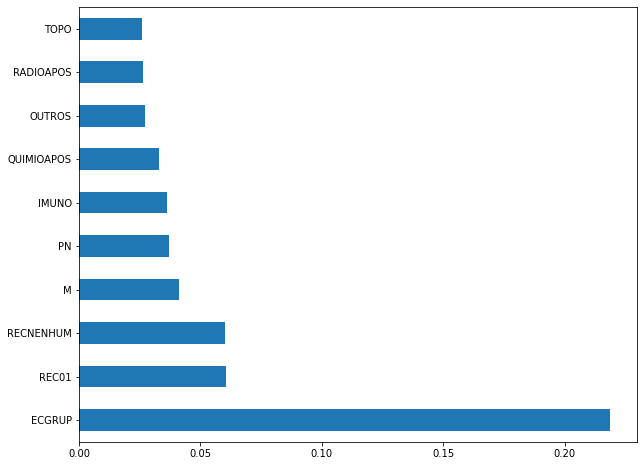 TOPO
RADIOAPOS
OUTROS
QUIMIOAPOS
IMUNO
PN
M
RECNENHUM
REC01
ECGRUP
0.00 0.05 0.10 0.15 0.20